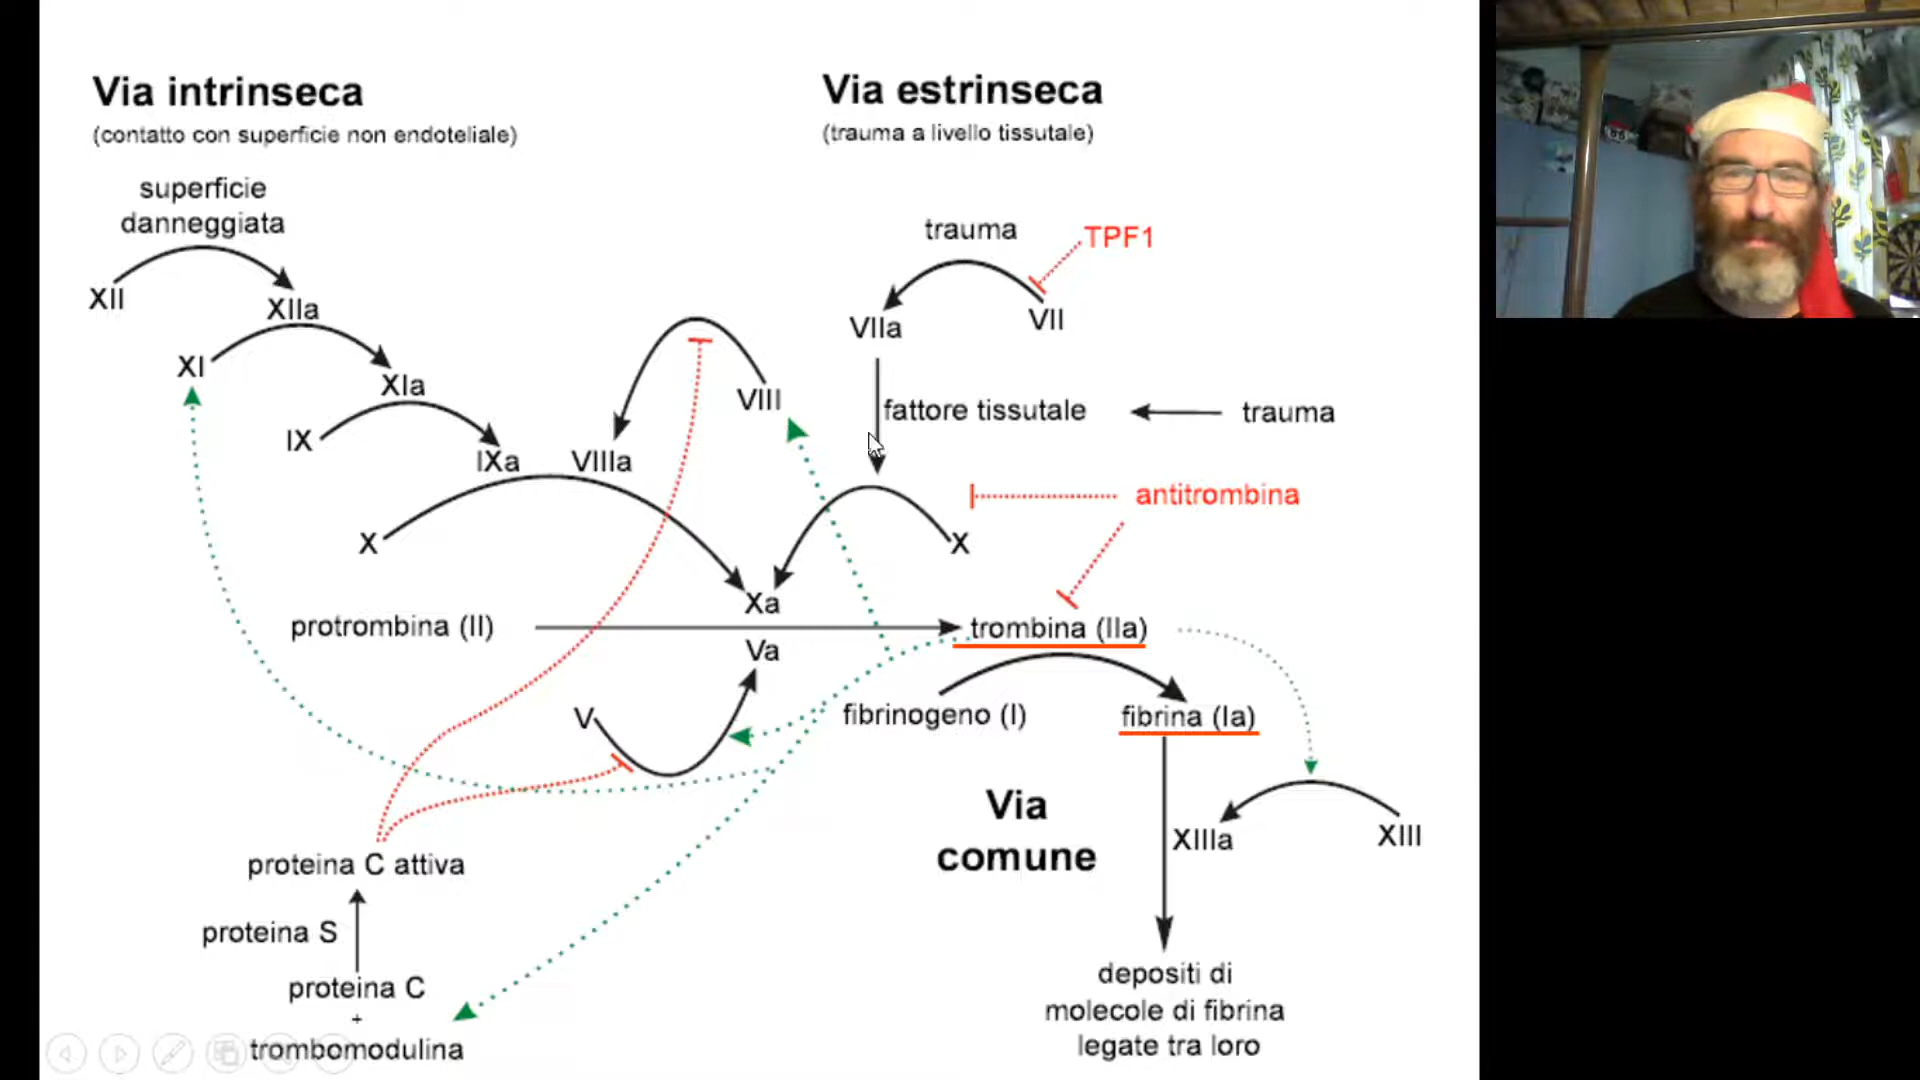 Via intrinseca
(contatto con superficie non endoteliale)
superficie
danneggiata
XII
XIIa
XI
XIa
IX
IXa
VIIIa
VIII
X
Via estrinseca
(trauma a livello tissutale)
trauma
TPF1
VIIa
VII
fattore tissutale
trauma
antitrombina
X
Xa
protrombina (II)
trombina (IIa)
Va
V
fibrinogeno (I)
fibrina (Ia)
Via
comune
XIIIa
XIII
proteina C attiva
proteina S
proteina C
+
trombomodulina
depositi di
molecole di fibrina
legate tra loro